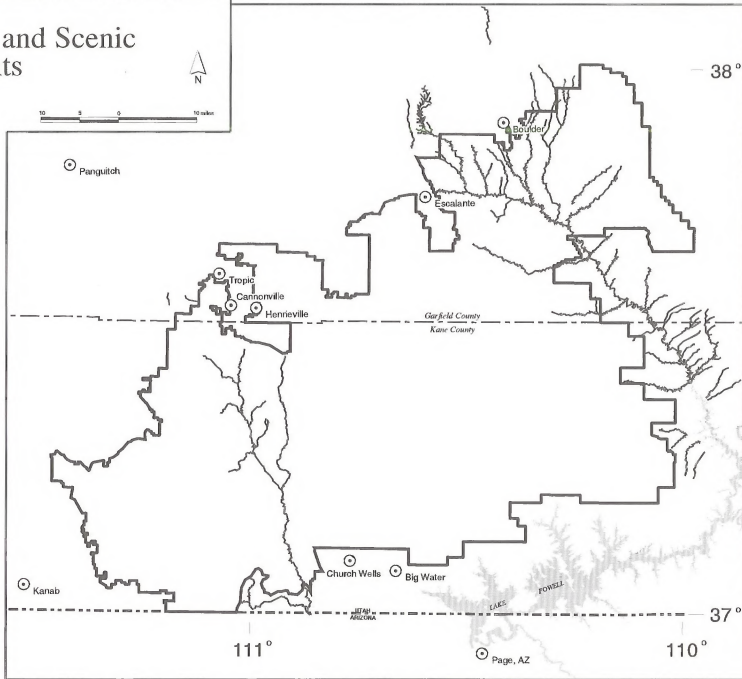 and Scenic
ts
N
10 5 0 10 miles
38°
Boulder
Panguitch
Escalante
Tropic
Cannonville
Henrieville
Garfield County
Kane County
Church Wells
Big Water
Kanab
LAKE POWELL
UTAH
ARIZONA
37°
111°
110°
Page, AZ